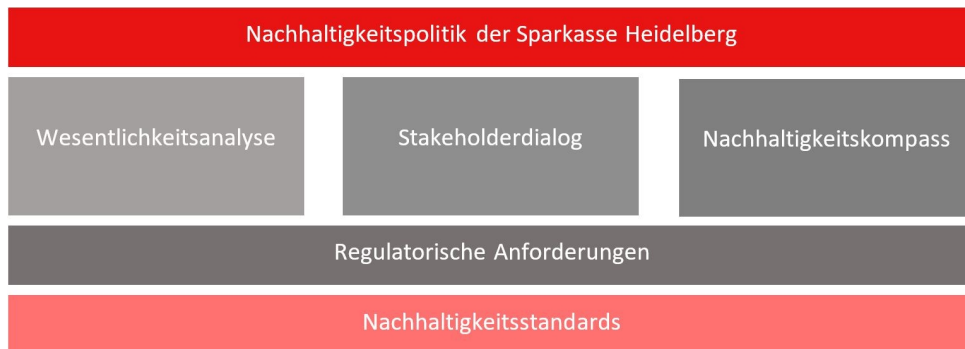 Nachhaltigkeitspolitik der Sparkasse Heidelberg
Wesentlichkeitsanalyse
Stakeholderdialog
Nachhaltigkeitskompass
Regulatorische Anforderungen
Nachhaltigkeitsstandards